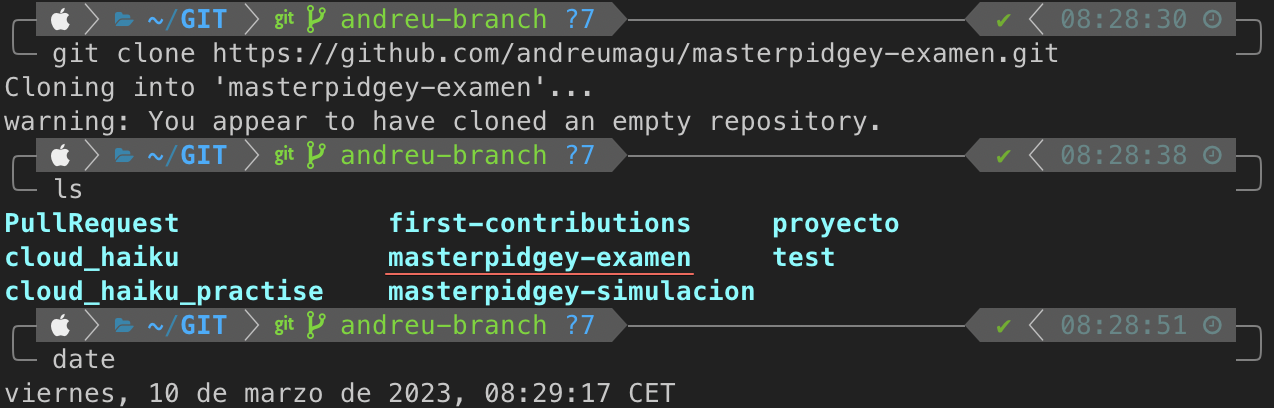 ~/GIT git andreu-branch ?7 ✔ 08:28:30
git clone https://github.com/andreumagu/masterpidgey-examen.git
Cloning into 'masterpidgey-examen'...
warning: You appear to have cloned an empty repository.
~/GIT git andreu-branch ?7 ✔ 08:28:38
ls
PullRequest first-contributions proyecto
cloud_haiku masterpidgey-examen test
cloud_haiku_practise masterpidgey-simulacion
~/GIT git andreu-branch ?7 ✔ 08:28:51
date
viernes, 10 de marzo de 2023, 08:29:17 CET